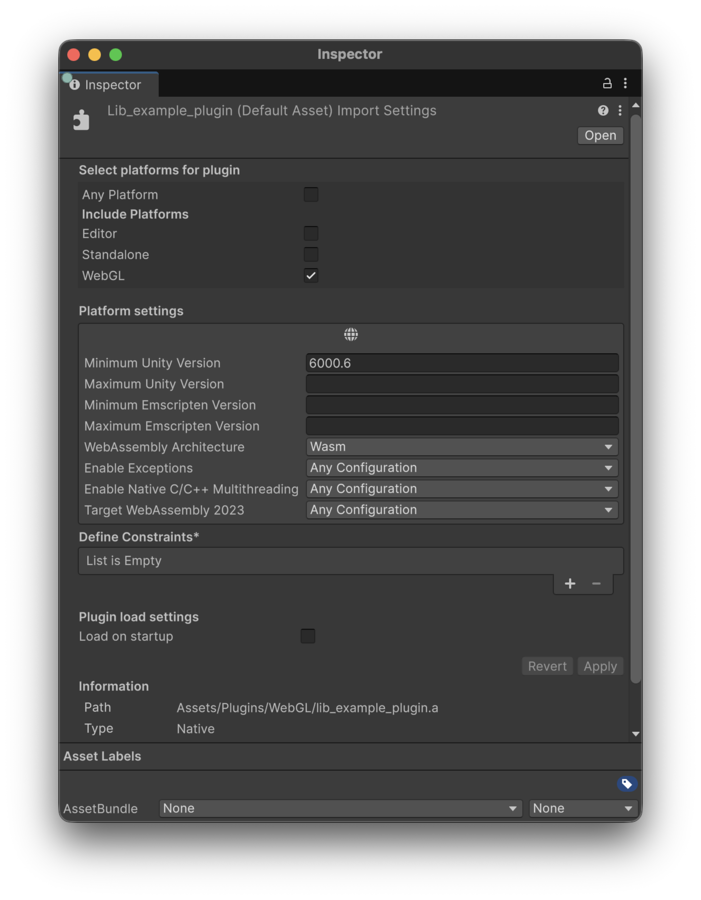 Inspector
Inspector
Lib_example_plugin (Default Asset) Import Settings
Open
Select platforms for plugin
Any Platform
Include Platforms
Editor
Standalone
WebGL
Platform settings
Minimum Unity Version 6000.6
Maximum Unity Version
Minimum Emscripten Version
Maximum Emscripten Version
WebAssembly Architecture Wasm
Enable Exceptions Any Configuration
Enable Native C/C++ Multithreading Any Configuration
Target WebAssembly 2023 Any Configuration
Define Constraints*
List is Empty
Plugin load settings
Load on startup
Revert Apply
Information
Path Assets/Plugins/WebGL/lib_example_plugin.a
Type Native
Asset Labels
AssetBundle None None